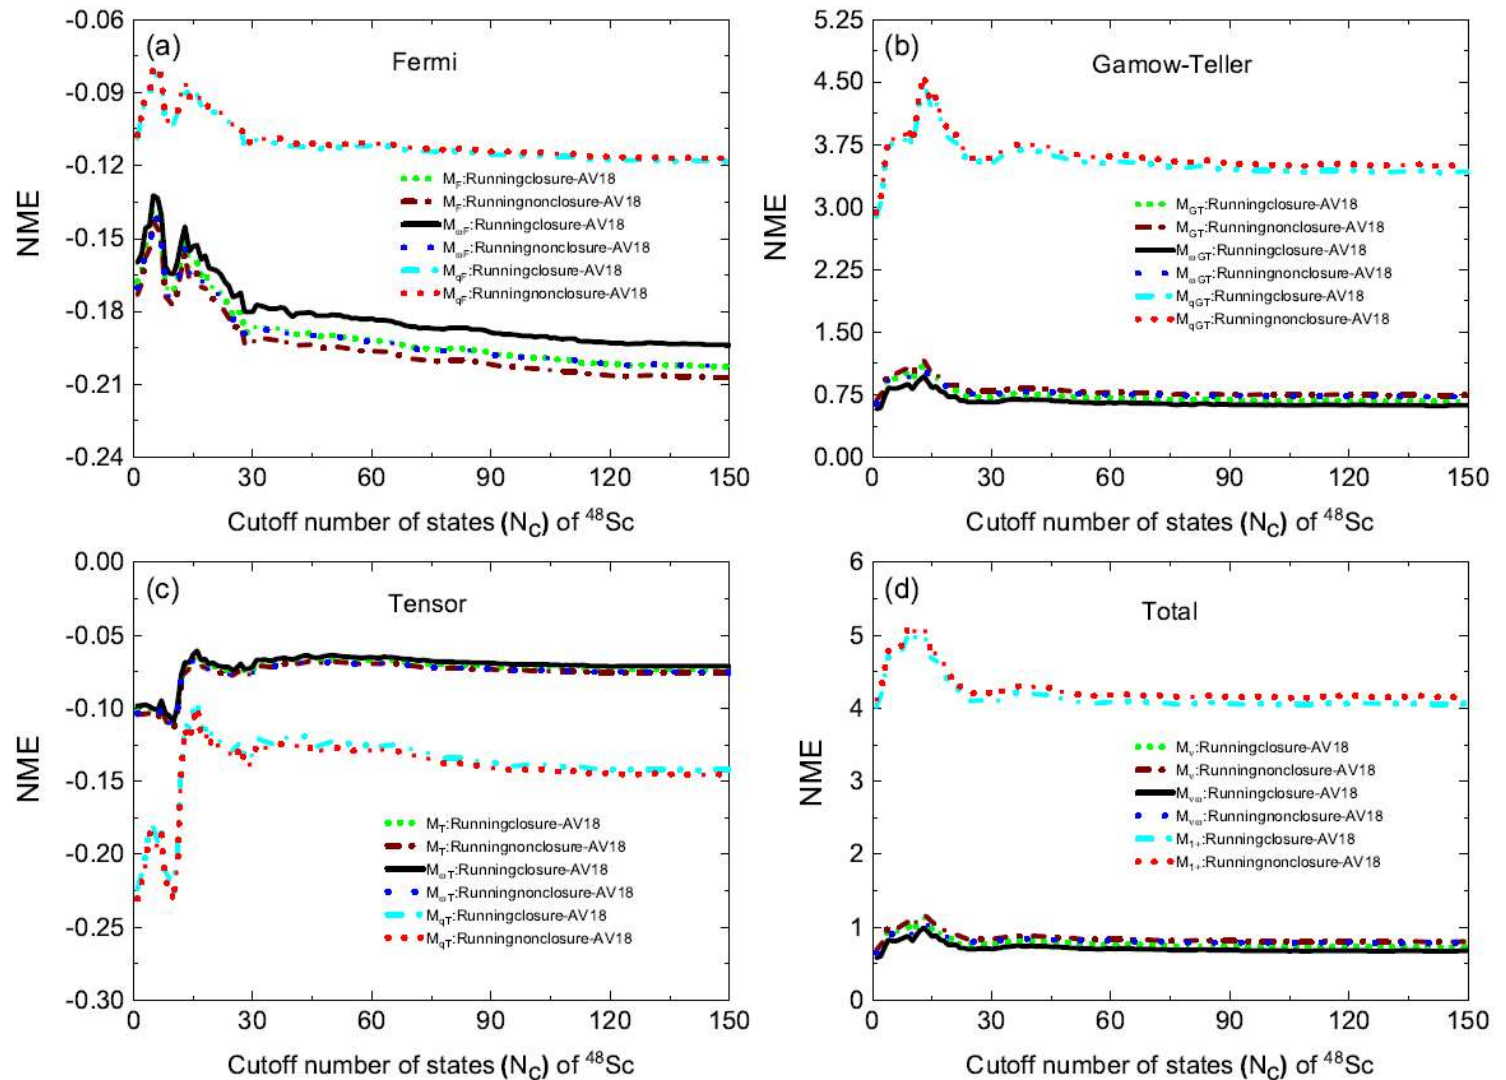 (a)
Fermi
NME
-0.06
-0.09
-0.12
-0.15
-0.18
-0.21
-0.24
M_F:Runningclosure-AV18
M_F:Runningnonclosure-AV18
M_ωF:Runningclosure-AV18
M_ωF:Runningnonclosure-AV18
M_qF:Runningclosure-AV18
M_qF:Runningnonclosure-AV18
0 30 60 90 120 150
Cutoff number of states (N_C) of ^48Sc
(b)
Gamow-Teller
NME
5.25
4.50
3.75
3.00
2.25
1.50
0.75
0.00
M_GT:Runningclosure-AV18
M_GT:Runningnonclosure-AV18
M_ωGT:Runningclosure-AV18
M_ωGT:Runningnonclosure-AV18
M_qGT:Runningclosure-AV18
M_qGT:Runningnonclosure-AV18
0 30 60 90 120 150
Cutoff number of states (N_C) of ^48Sc
(c)
Tensor
NME
0.00
-0.05
-0.10
-0.15
-0.20
-0.25
-0.30
M_T:Runningclosure-AV18
M_T:Runningnonclosure-AV18
M_ωT:Runningclosure-AV18
M_ωT:Runningnonclosure-AV18
M_qT:Runningclosure-AV18
M_qT:Runningnonclosure-AV18
0 30 60 90 120 150
Cutoff number of states (N_C) of ^48Sc
(d)
Total
NME
6
5
4
3
2
1
0
M_ν:Runningclosure-AV18
M_ν:Runningnonclosure-AV18
M_νω:Runningclosure-AV18
M_νω:Runningnonclosure-AV18
M_1+:Runningclosure-AV18
M_1+:Runningnonclosure-AV18
0 30 60 90 120 150
Cutoff number of states (N_C) of ^48Sc